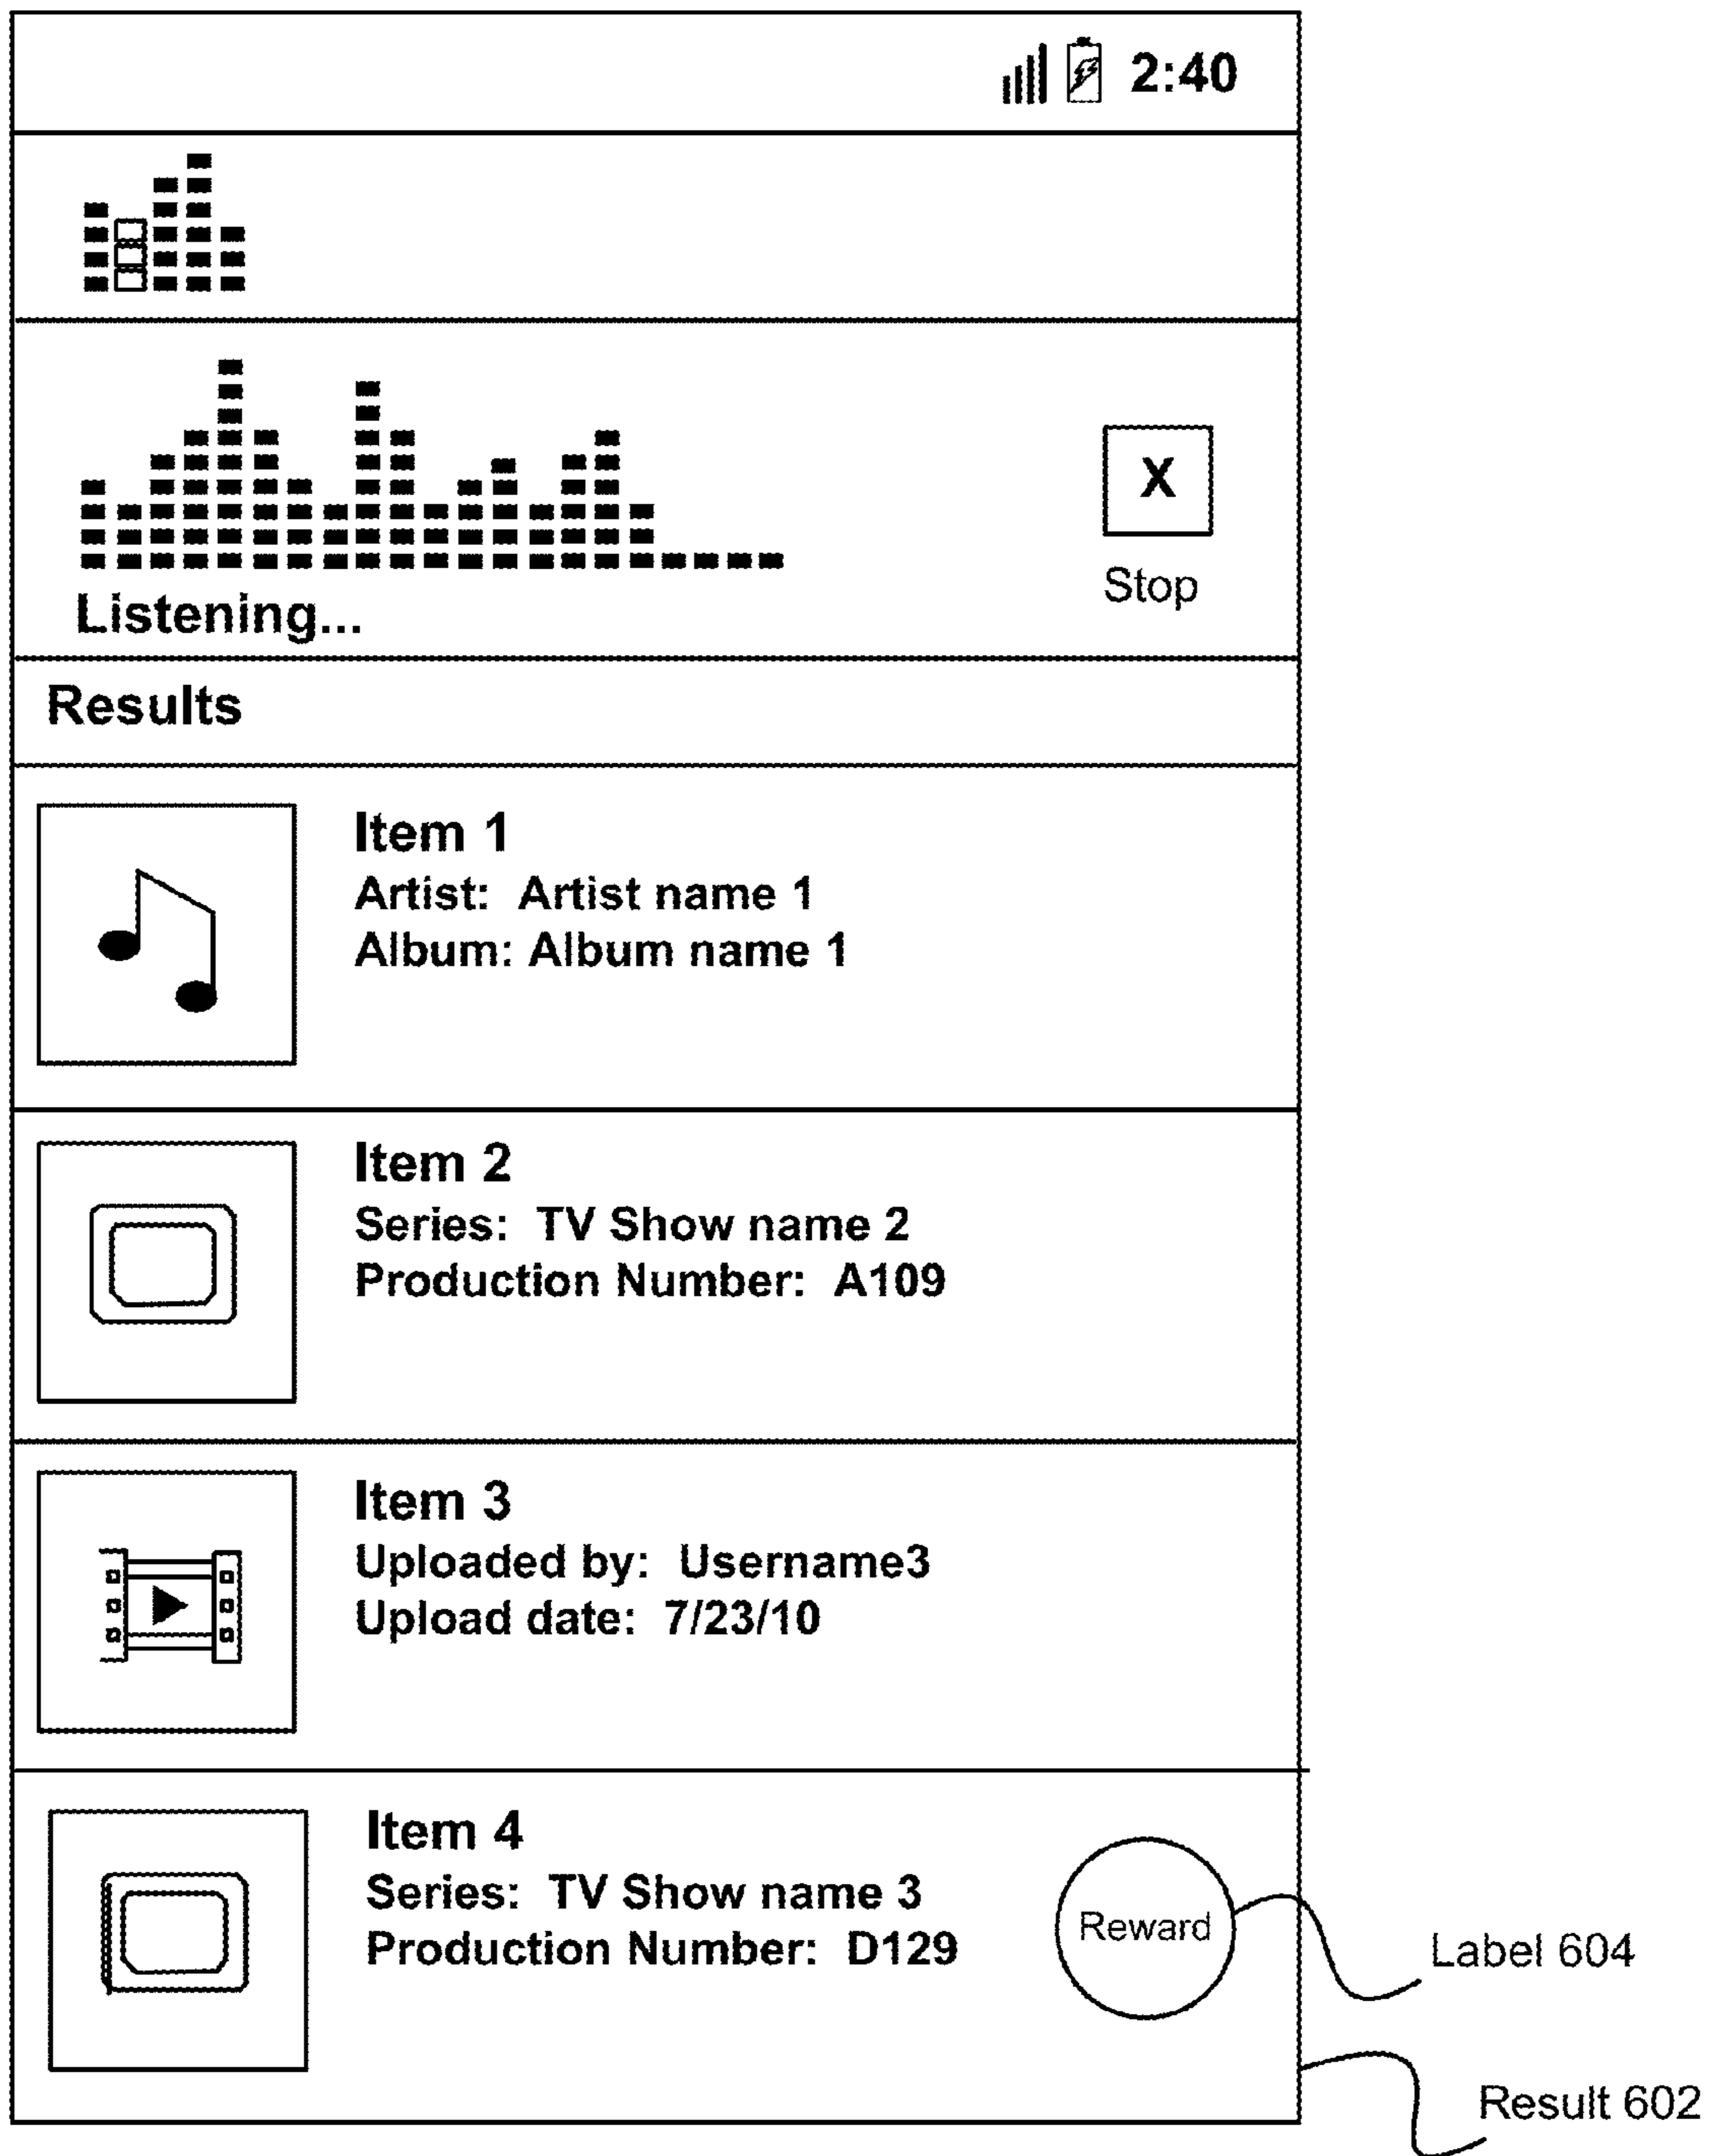 2:40
X
Stop
Listening...
Results
Item 1
Artist: Artist name 1
Album: Album name 1
Item 2
Series: TV Show name 2
Production Number: A109
Item 3
Uploaded by: Username3
Upload date: 7/23/10
Item 4
Series: TV Show name 3
Production Number: D129
Reward
Label 604
Result 602